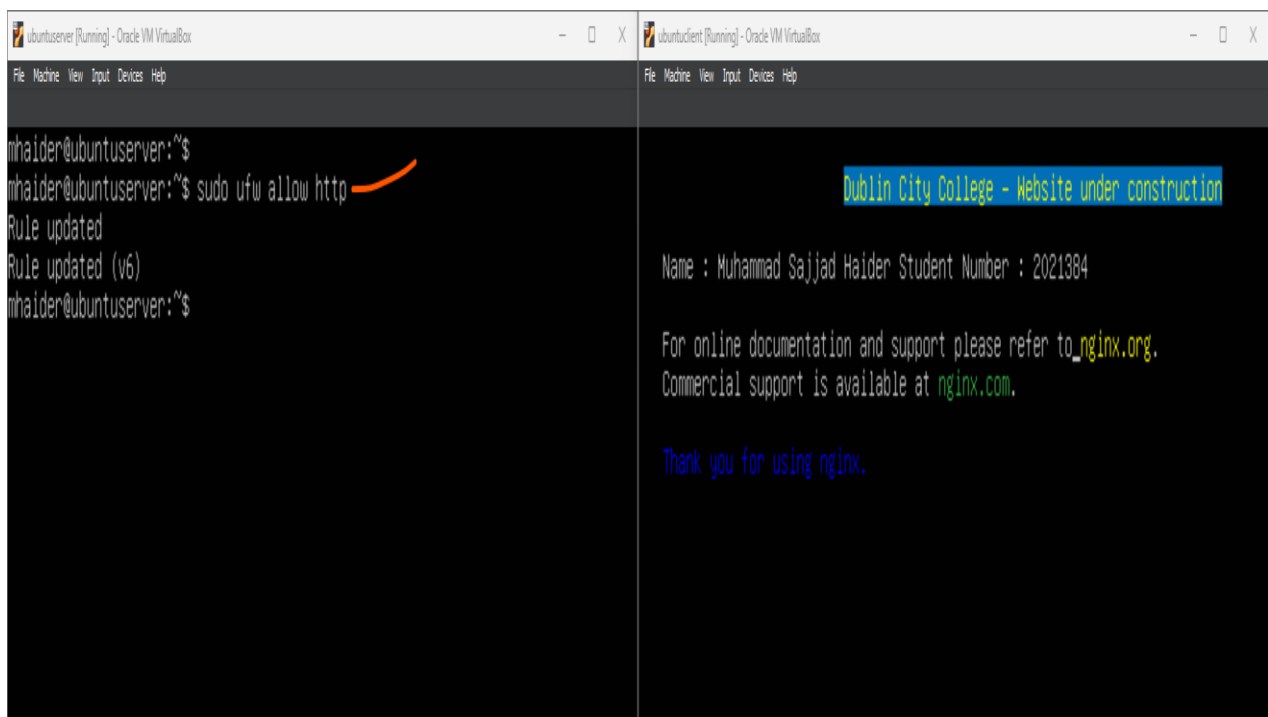 ubuntuserver [Running] - Oracle VM VirtualBox
File Machine View Input Devices Help
mhaider@ubuntuserver:~$
mhaider@ubuntuserver:~$ sudo ufw allow http
Rule updated
Rule updated (v6)
mhaider@ubuntuserver:~$
ubuntuclient [Running] - Oracle VM VirtualBox
File Machine View Input Devices Help
Dublin City College - Website under construction
Name : Muhammad Sajjad Haider Student Number : 2021384
For online documentation and support please refer to_nginx.org.
Commercial support is available at nginx.com.
Thank you for using nginx.